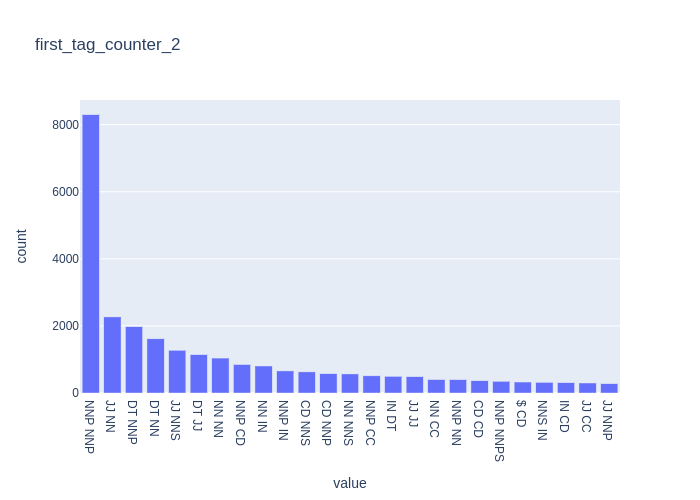 first_tag_counter_2
8000
6000
4000
2000
0
count
NNP NNP
JJ NN
DT NNP
DT NN
JJ NNS
DT JJ
NN NN
NNP CD
NN IN
NNP IN
CD NNS
CD NNP
NN NNS
NNP CC
IN DT
JJ JJ
NN CC
NNP NN
CD CD
NNP NNPS
$ CD
NNS IN
IN CD
JJ CC
JJ NNP
value